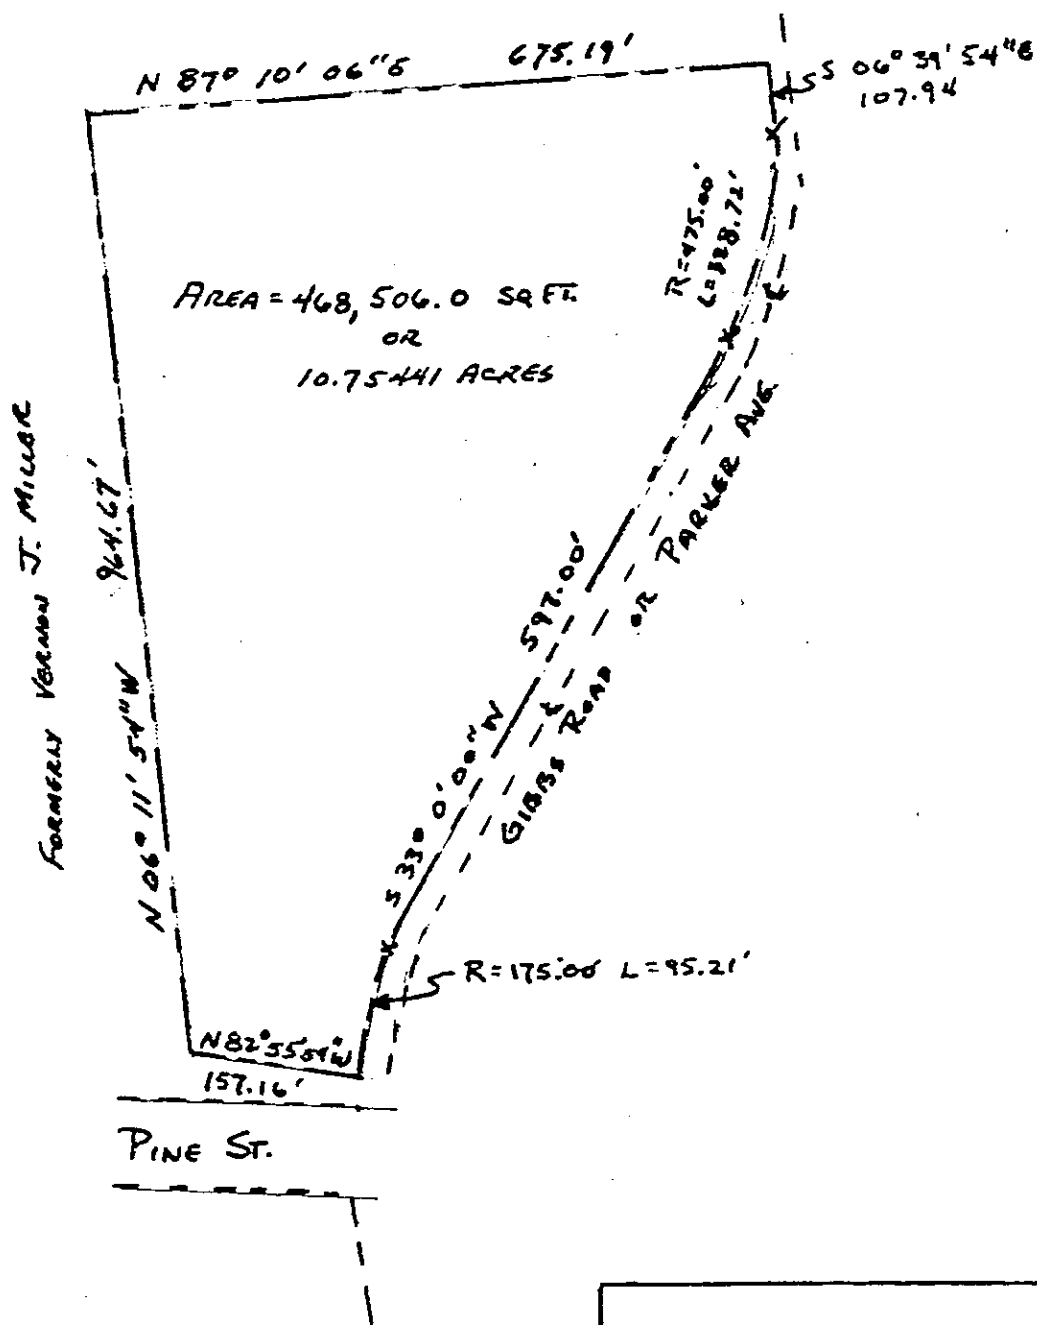 N 87° 10' 06"E 675.19'
S 06° 39' 54"E
107.94
R=475.00'
L=328.72'
AREA = 468,506.0 SQ FT.
OR
10.75441 ACRES
FORMERLY VERNON J. MILLER
N 06° 11' 54" W 964.67'
S 33° 0' 00" W 597.00'
GIBBS ROAD OR PARKER AVE.
R=175.00' L=95.21'
N82°55'54"W
157.16'
PINE ST.